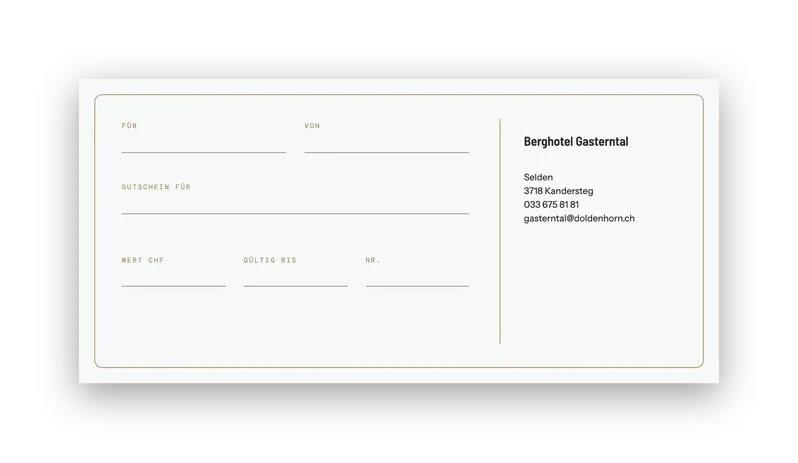 FÜR
VON
GUTSCHEIN FÜR
WERT CHF
GÜLTIG BIS
NR.
Berghotel Gasterntal
Selden
3718 Kandersteg
033 675 81 81
gasterntal@doldenhorn.ch